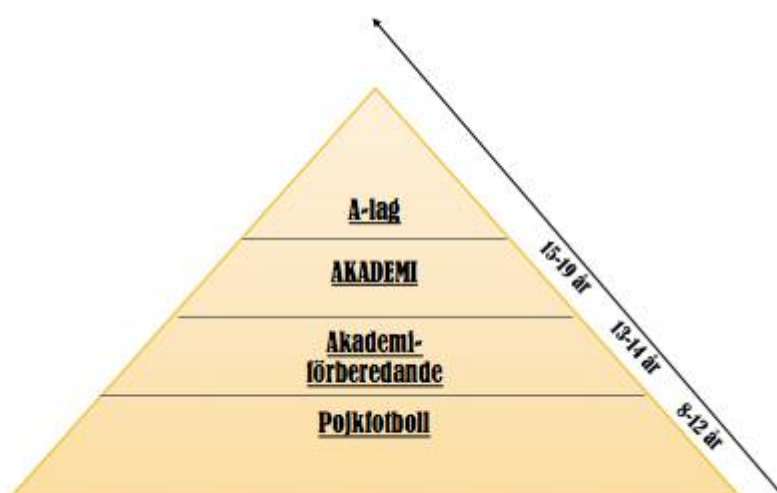 A-lag
AKADEMI
Akademi-
förberedande
Pojkfotboll
15-19 år
13-14 år
8-12 år